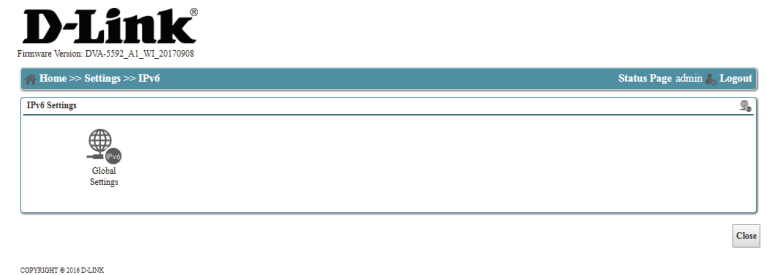 D-Link®
Firmware Version: DVA-5592_A1_WI_20170908
Home >> Settings >> IPv6
Status Page admin Logout
IPv6 Settings
IPv6
Global
Settings
Close
COPYRIGHT © 2016 D-LINK